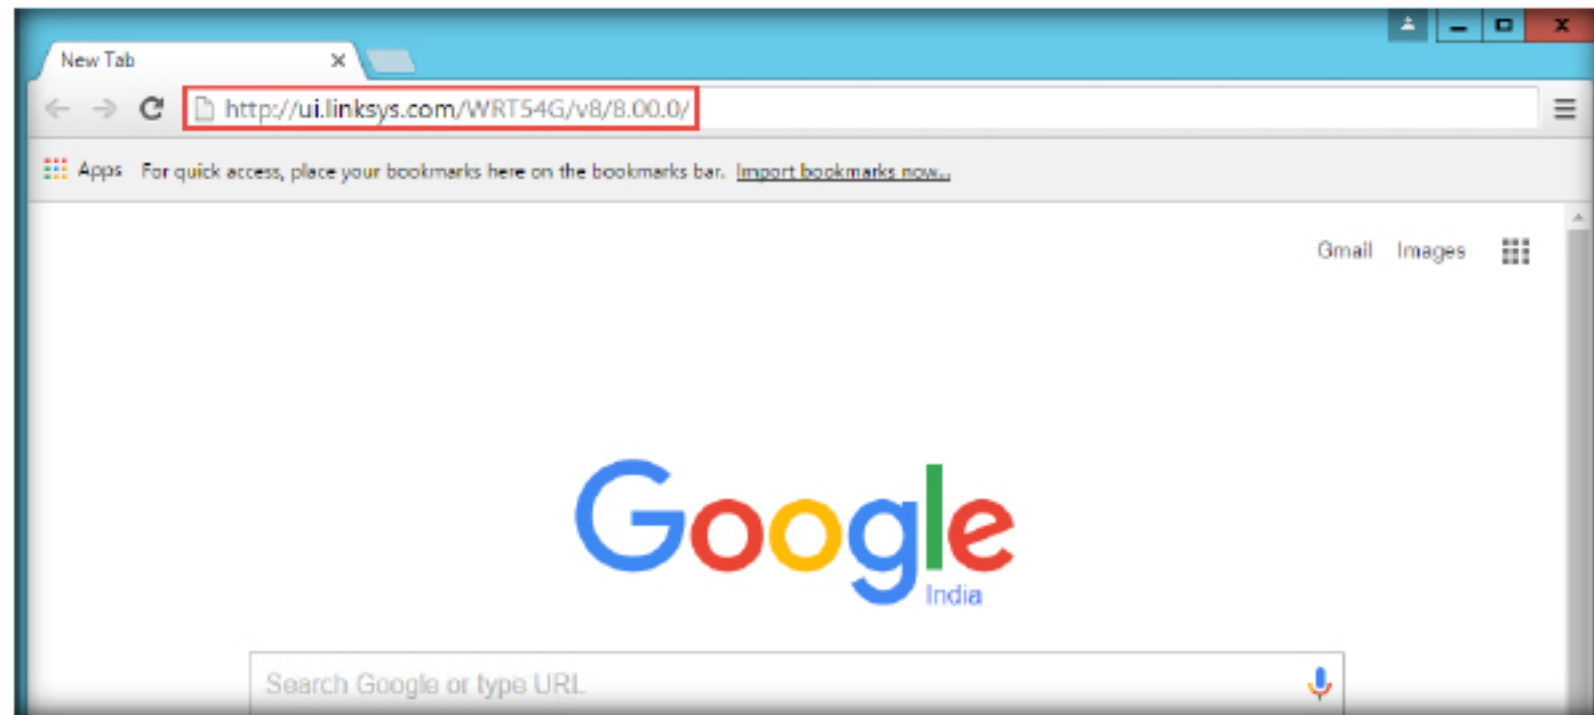 New Tab
http://ui.linksys.com/WRT54G/v8/8.00.0/
Apps For quick access, place your bookmarks here on the bookmarks bar. Import bookmarks now...
Gmail Images
Google
India
Search Google or type URL